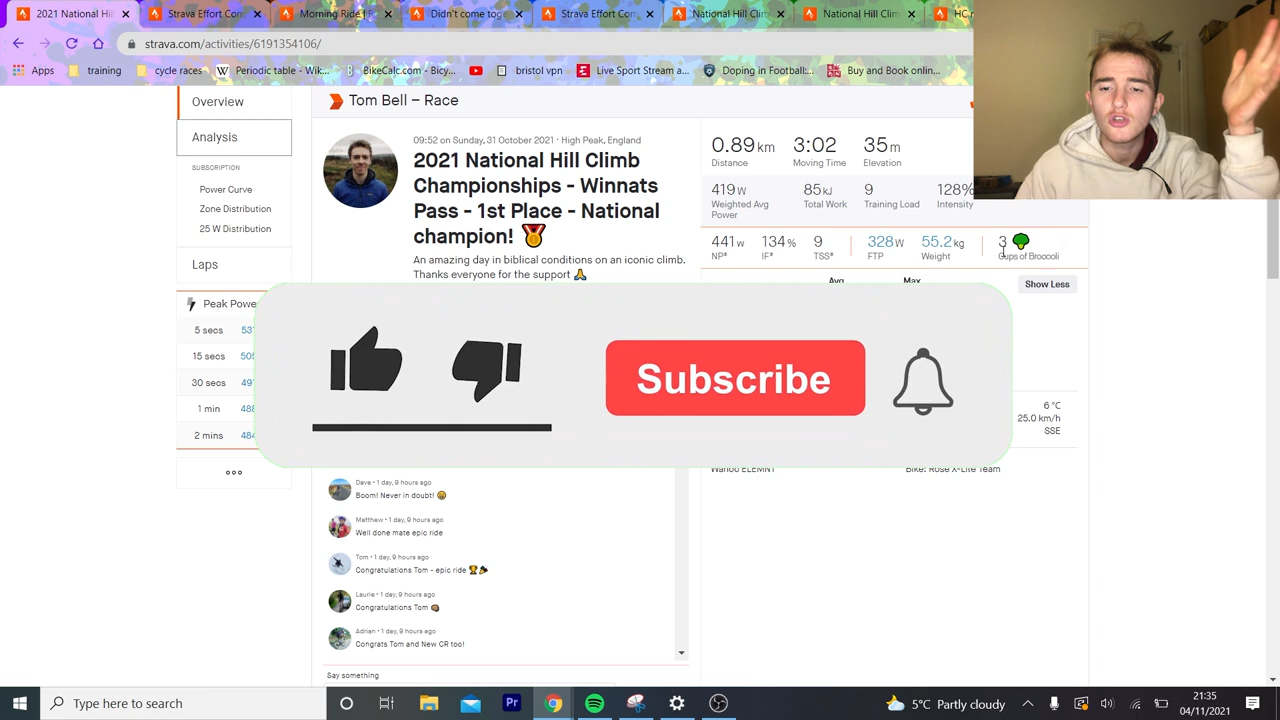 2021 National Hill Cl
Strava Effort Com
Morning Ride | R
Didn't come toge
Strava Effort Com
National Hill Clim
National Hill Clim
HC re
strava.com/activities/6191354106/
Apps
training
cycle races
Periodic table - Wik...
BikeCalc.com - Bicy...
bristol vpn
Live Sport Stream a...
Doping in Football:...
Buy and Book onlin...
Overview
Analysis
SUBSCRIPTION
Power Curve
Zone Distribution
25 W Distribution
Laps
Peak Powe
5 secs 531
15 secs 505
30 secs 491
1 min 488
2 mins 484
Tom Bell – Race
09:52 on Sunday, 31 October 2021 · High Peak, England
2021 National Hill Climb
Championships - Winnats
Pass - 1st Place - National
champion! 🏅
An amazing day in biblical conditions on an iconic climb.
Thanks everyone for the support 🙏
0.89 km 3:02 35 m
Distance Moving Time Elevation
419 W 85 kJ 9 128%
Weighted Avg Power Total Work Training Load Intensity
441 w 134 % 9 328 W 55.2 kg 3 🥦
NP® IF® TSS® FTP Weight Cups of Broccoli
Avg Max
Show Less
Subscribe
6 °C
25.0 km/h
SSE
Wahoo ELEMNT Bike: Rose X-Lite Team
Dave • 1 day, 9 hours ago
Boom! Never in doubt! 😄
Matthew • 1 day, 9 hours ago
Well done mate epic ride
Tom • 1 day, 9 hours ago
Congratulations Tom - epic ride 🏆🎉
Laurie • 1 day, 9 hours ago
Congratulations Tom 👊🏽
Adrian • 1 day, 9 hours ago
Congrats Tom and New CR too!
Say something
Type here to search
Pr
5°C Partly cloudy
21:35
04/11/2021